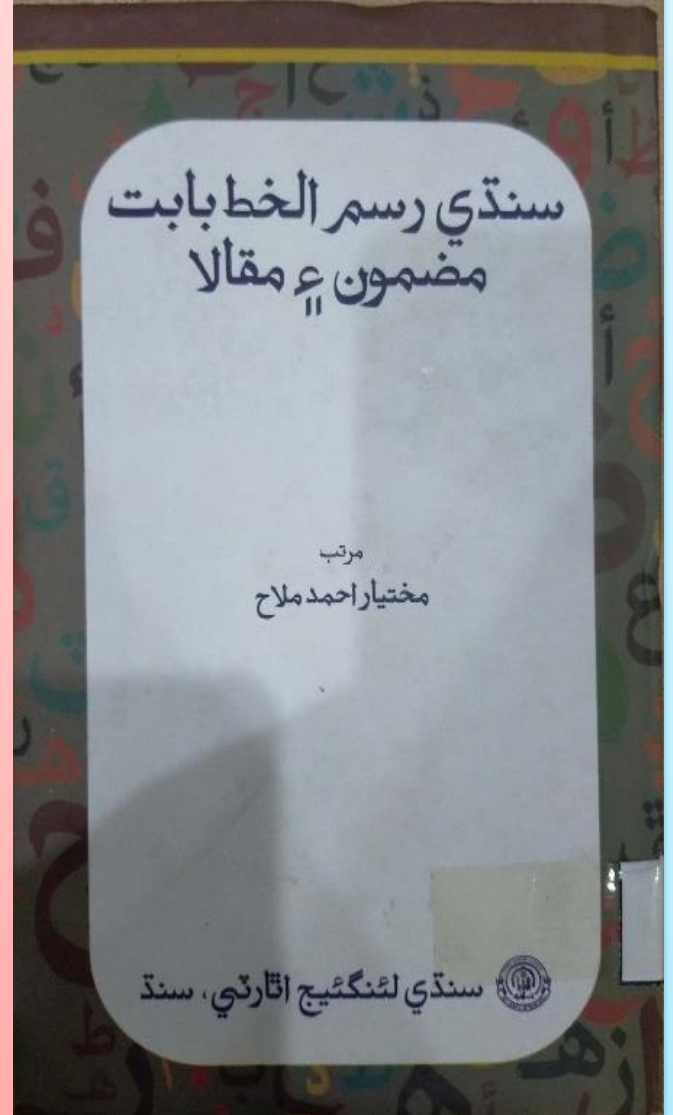 سنڌي رسم الخط بابت
مضمون ۽ مقالا
مرتب
مختيار احمد ملاح
سنڌي لئنگئيج اٿارٽي، سنڌ